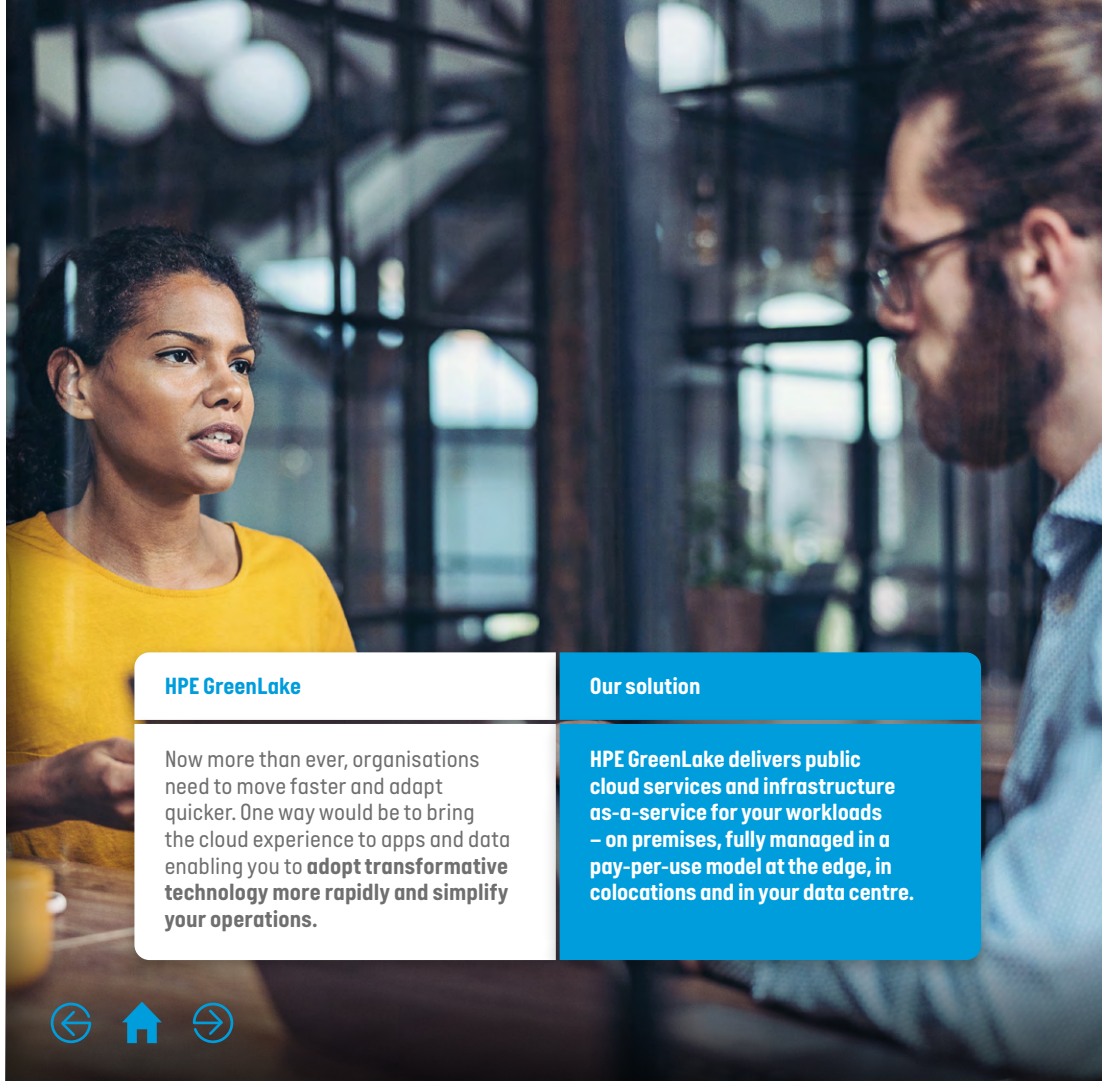 HPE GreenLake
Now more than ever, organisations
need to move faster and adapt
quicker. One way would be to bring
the cloud experience to apps and data
enabling you to adopt transformative
technology more rapidly and simplify
your operations.
Our solution
HPE GreenLake delivers public
cloud services and infrastructure
as-a-service for your workloads
– on premises, fully managed in a
pay-per-use model at the edge, in
colocations and in your data centre.